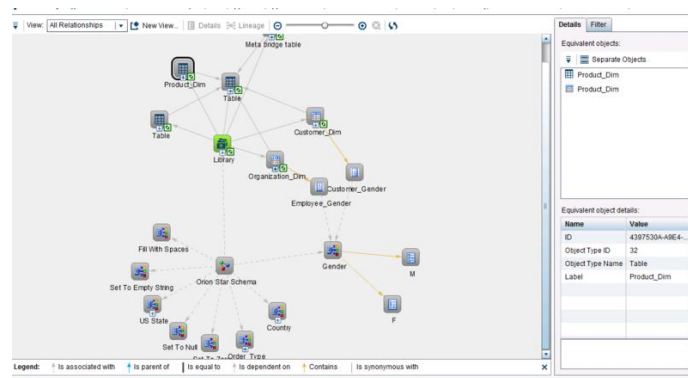 View: All Relationships New View... Details Lineage
Meta Bridge table
Product_Dim
Table
Table
Customer_Dim
Library
Organization_Dim
Customer_Gender
Employee_Gender
Fill With Spaces
Gender
M
Set To Empty String
Orion Star Schema
US State
County
F
Set To Null
Order_Type
Legend: Is associated with Is parent of Is equal to Is dependent on Contains Is synonymous with
Details Filter
Equivalent objects:
Separate Objects
Product_Dim
Product_Dim
Equivalent object details:
Name Value
ID 4397530A-A9E4-...
Object Type ID 32
Object Type Name Table
Label Product_Dim